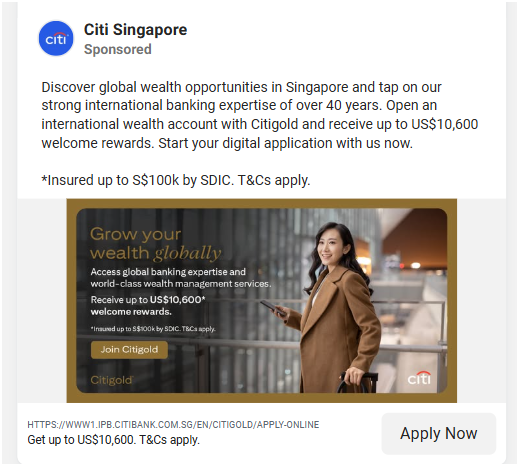 citi
Citi Singapore
Sponsored
Discover global wealth opportunities in Singapore and tap on our
strong international banking expertise of over 40 years. Open an
international wealth account with Citigold and receive up to US$10,600
welcome rewards. Start your digital application with us now.
*Insured up to S$100k by SDIC. T&Cs apply.
Grow your
wealth globally
Access global banking expertise and
world-class wealth management services.
Receive up to US$10,600*
welcome rewards.
*Insured up to S$100k by SDIC. T&Cs apply.
Join Citigold
Citigold
citi
HTTPS://WWW1.IPB.CITIBANK.COM.SG/EN/CITIGOLD/APPLY-ONLINE
Get up to US$10,600. T&Cs apply.
Apply Now